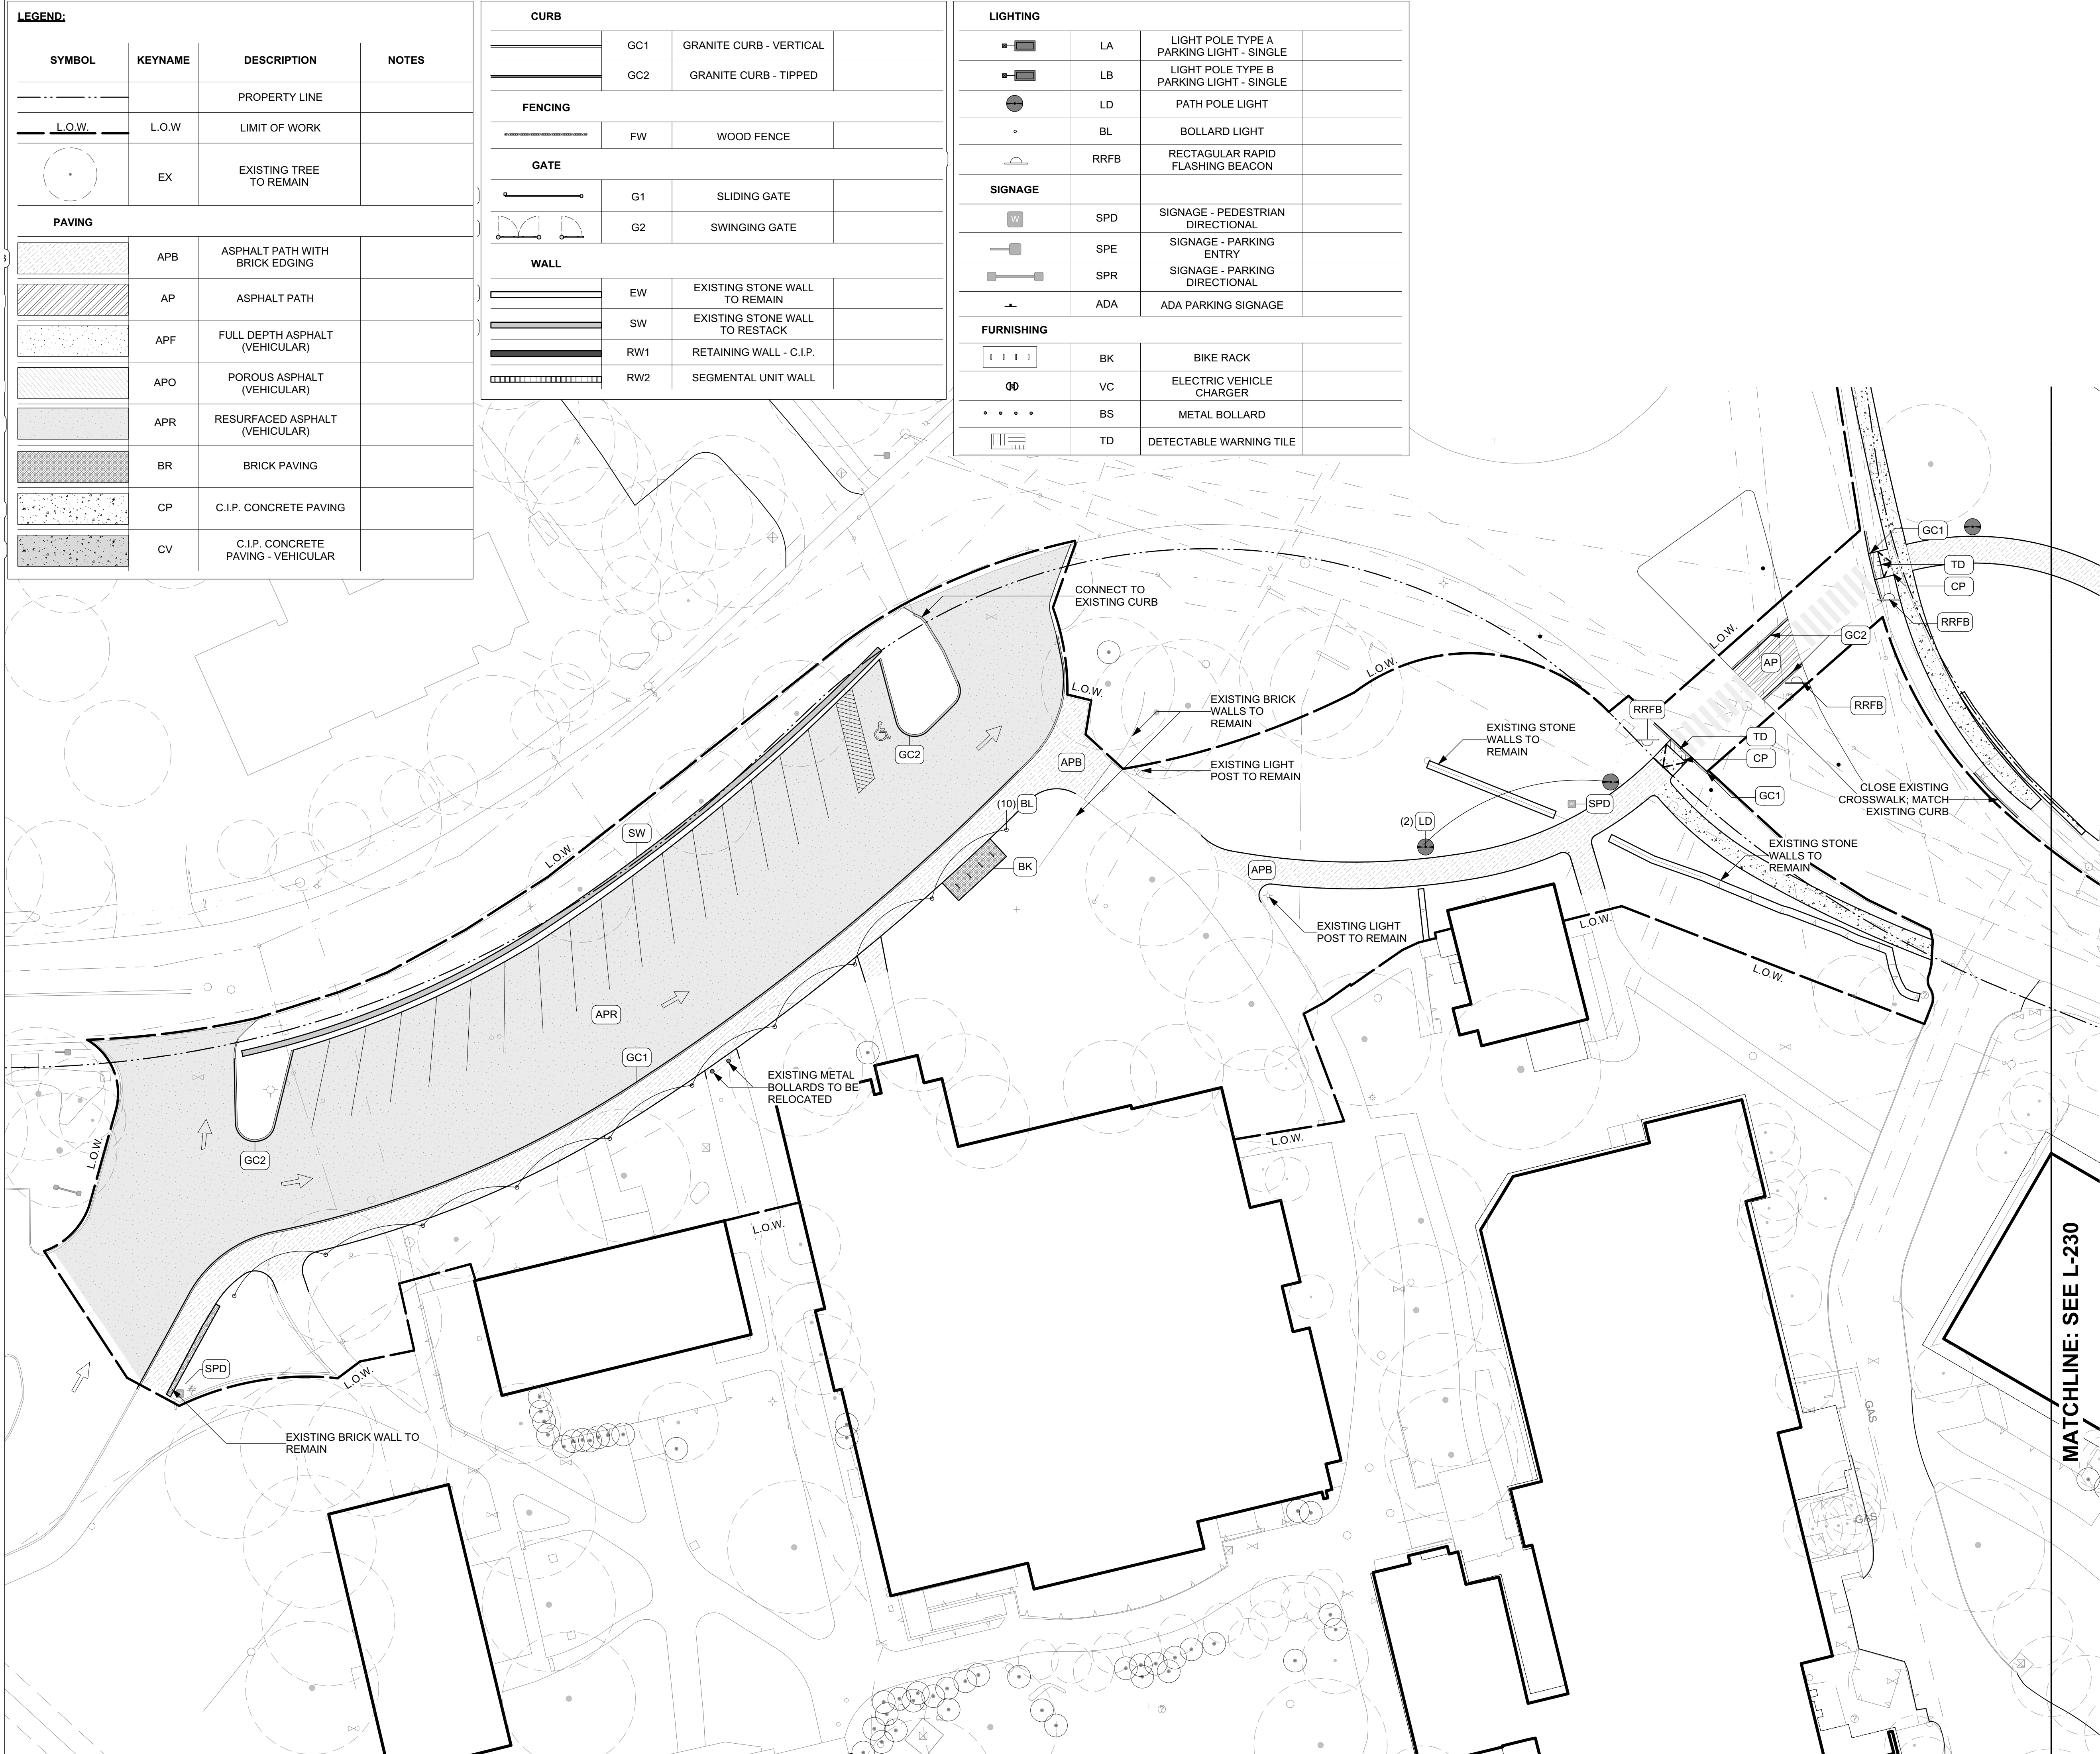 LEGEND:
SYMBOL KEYNAME DESCRIPTION NOTES
PROPERTY LINE
L.O.W. L.O.W LIMIT OF WORK
EX EXISTING TREE
TO REMAIN
PAVING
APB ASPHALT PATH WITH
BRICK EDGING
AP ASPHALT PATH
APF FULL DEPTH ASPHALT
(VEHICULAR)
APO POROUS ASPHALT
(VEHICULAR)
APR RESURFACED ASPHALT
(VEHICULAR)
BR BRICK PAVING
CP C.I.P. CONCRETE PAVING
CV C.I.P. CONCRETE
PAVING - VEHICULAR
CURB
GC1 GRANITE CURB - VERTICAL
GC2 GRANITE CURB - TIPPED
FENCING
FW WOOD FENCE
GATE
G1 SLIDING GATE
G2 SWINGING GATE
WALL
EW EXISTING STONE WALL
TO REMAIN
SW EXISTING STONE WALL
TO RESTACK
RW1 RETAINING WALL - C.I.P.
RW2 SEGMENTAL UNIT WALL
LIGHTING
LA LIGHT POLE TYPE A
PARKING LIGHT - SINGLE
LB LIGHT POLE TYPE B
PARKING LIGHT - SINGLE
LD PATH POLE LIGHT
BL BOLLARD LIGHT
RRFB RECTAGULAR RAPID
FLASHING BEACON
SIGNAGE
W SPD SIGNAGE - PEDESTRIAN
DIRECTIONAL
SPE SIGNAGE - PARKING
ENTRY
SPR SIGNAGE - PARKING
DIRECTIONAL
ADA ADA PARKING SIGNAGE
FURNISHING
BK BIKE RACK
VC ELECTRIC VEHICLE
CHARGER
BS METAL BOLLARD
TD DETECTABLE WARNING TILE
GC1
TD
CP
RRFB
CONNECT TO
EXISTING CURB
L.O.W.
GC2
AP
RRFB
L.O.W.
L.O.W.
EXISTING BRICK
WALLS TO
REMAIN
RRFB
EXISTING STONE
WALLS TO
REMAIN
TD
CP
GC2
APB
EXISTING LIGHT
POST TO REMAIN
CLOSE EXISTING
CROSSWALK; MATCH
EXISTING CURB
GC1
SPD
(10) BL
(2) LD
SW
L.O.W.
BK
APB
EXISTING STONE
WALLS TO
REMAIN
EXISTING LIGHT
POST TO REMAIN
L.O.W.
L.O.W.
APR
GC1
EXISTING METAL
BOLLARDS TO BE
RELOCATED
L.O.W.
L.O.W.
GC2
L.O.W.
SPD
L.O.W.
EXISTING BRICK WALL TO
REMAIN
GAS
GAS
MATCHLINE: SEE L-230